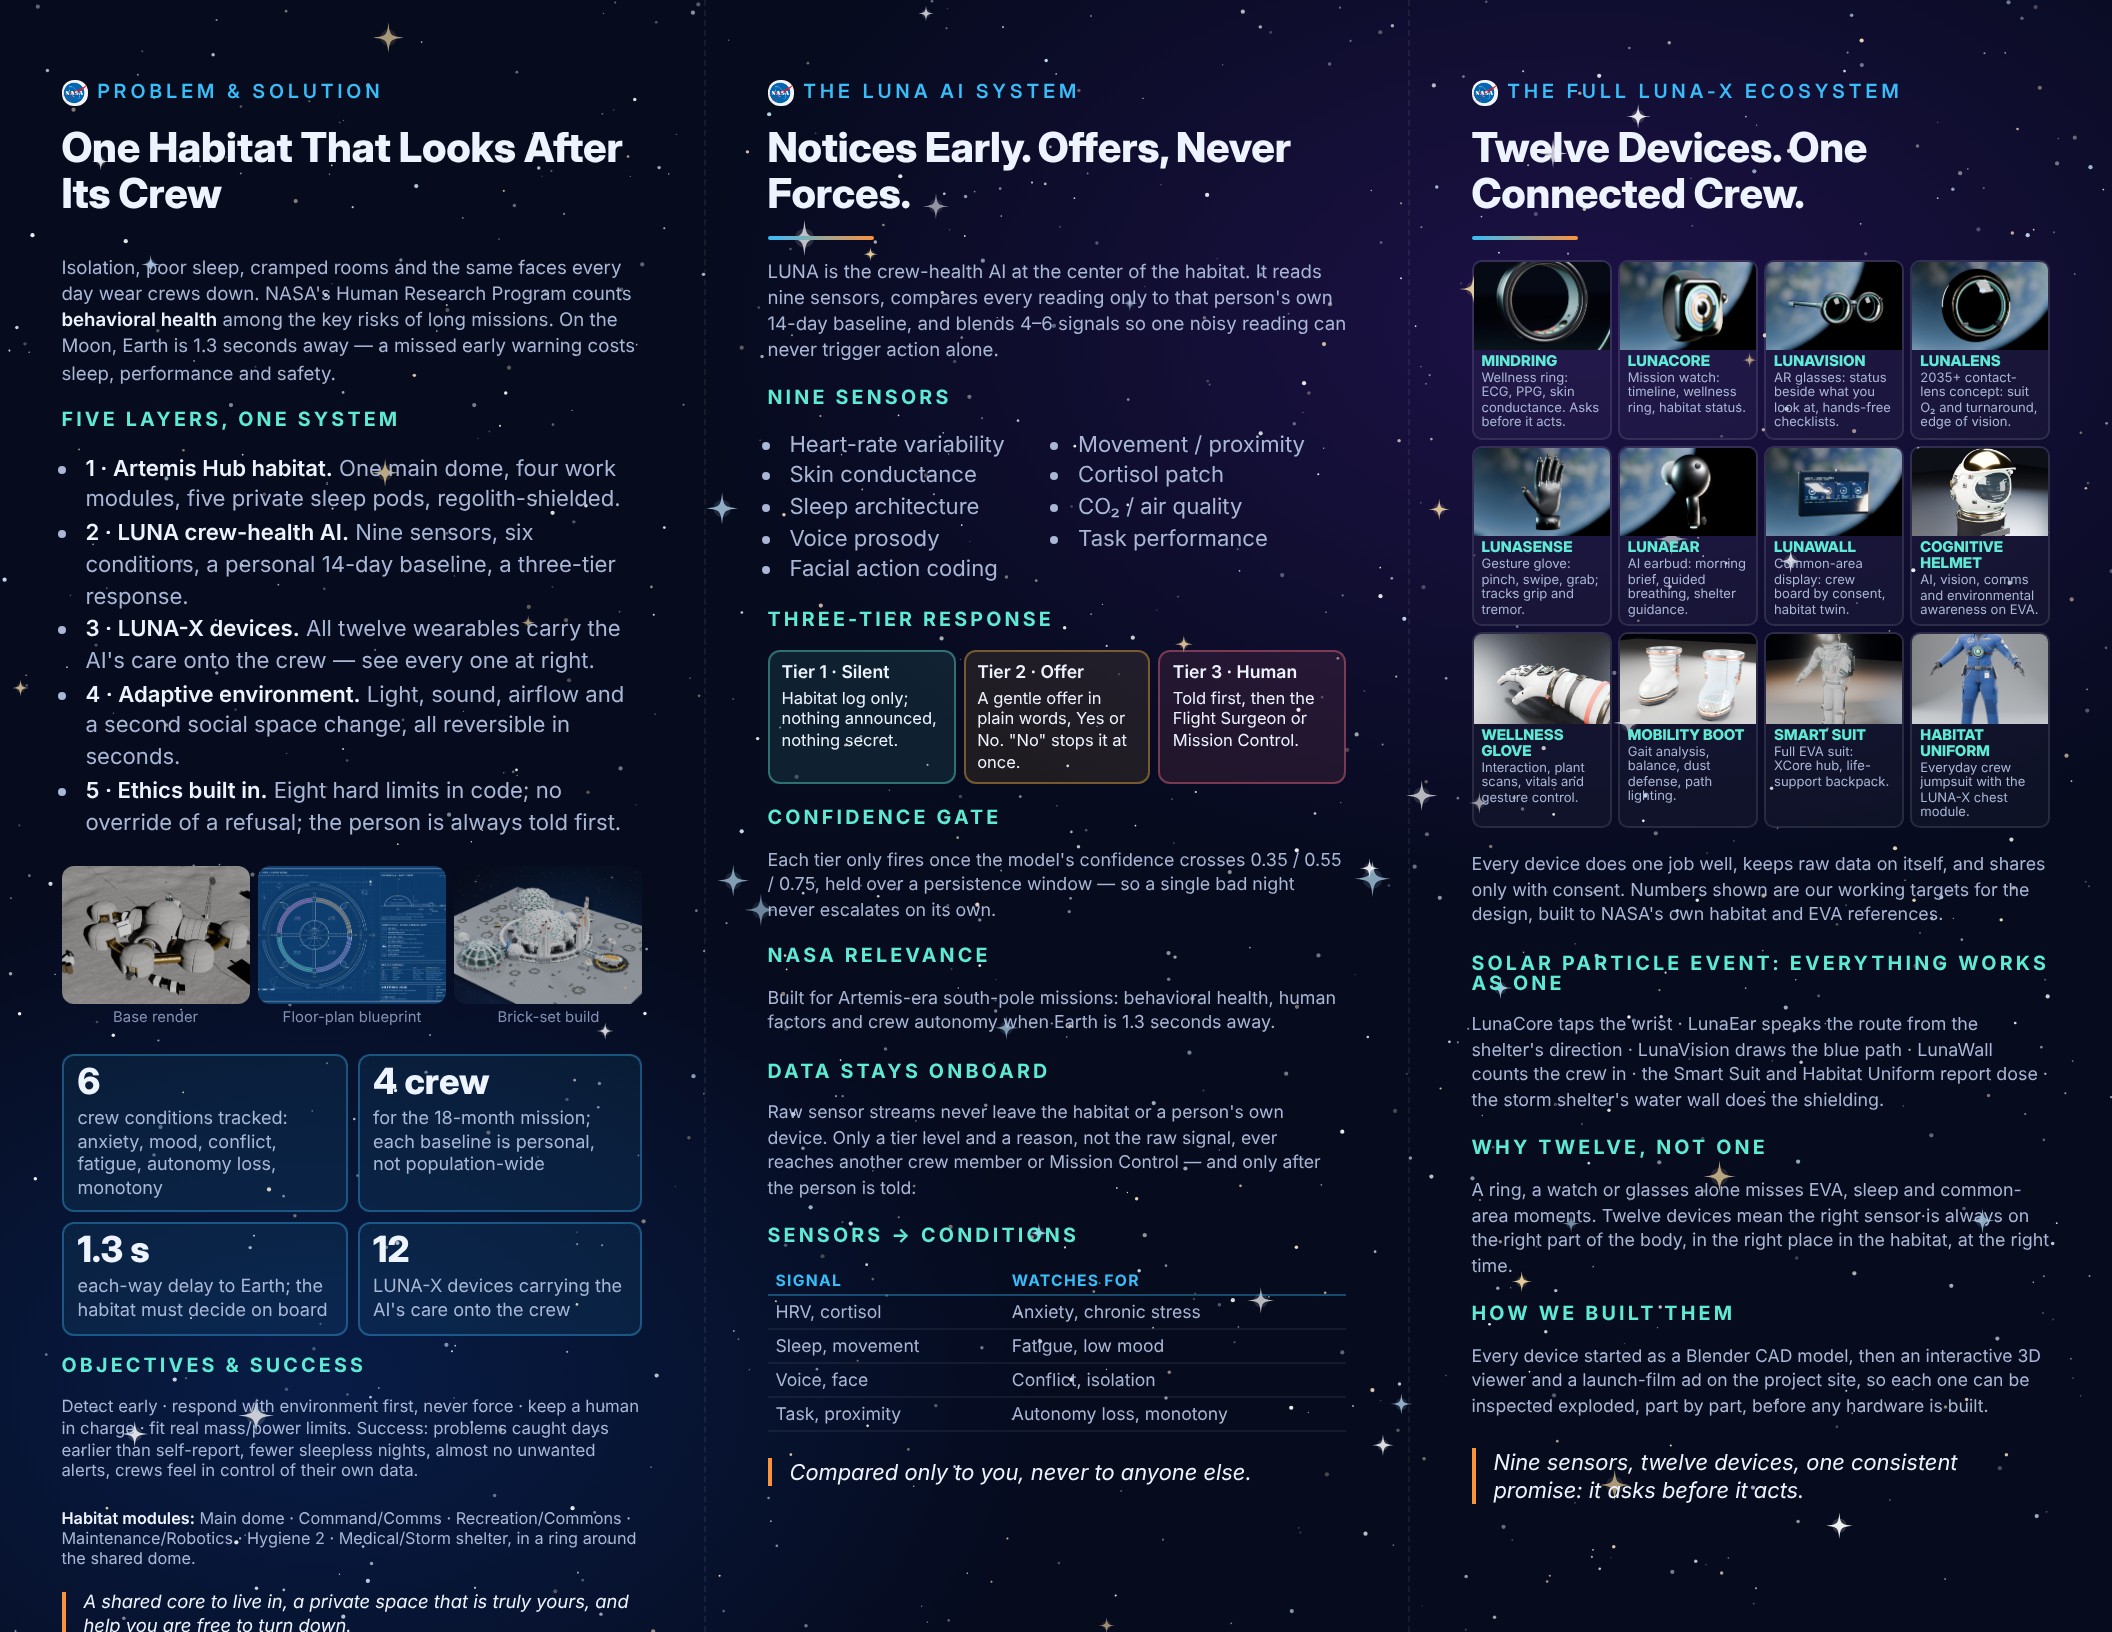 PROBLEM & SOLUTION
One Habitat That Looks After
Its Crew
Isolation, poor sleep, cramped rooms and the same faces every
day wear crews down. NASA's Human Research Program counts
behavioral health among the key risks of long missions. On the
Moon, Earth is 1.3 seconds away — a missed early warning costs
sleep, performance and safety.
FIVE LAYERS, ONE SYSTEM
• 1 · Artemis Hub habitat. One main dome, four work
modules, five private sleep pods, regolith-shielded.
• 2 · LUNA crew-health AI. Nine sensors, six
conditions, a personal 14-day baseline, a three-tier
response.
• 3 · LUNA-X devices. All twelve wearables carry the
AI's care onto the crew — see every one at right.
• 4 · Adaptive environment. Light, sound, airflow and
a second social space change, all reversible in
seconds.
• 5 · Ethics built in. Eight hard limits in code; no
override of a refusal; the person is always told first.
Base render
Floor-plan blueprint
Brick-set build
6
crew conditions tracked:
anxiety, mood, conflict,
fatigue, autonomy loss,
monotony
4 crew
for the 18-month mission;
each baseline is personal,
not population-wide
1.3 s
each-way delay to Earth; the
habitat must decide on board
12
LUNA-X devices carrying the
AI's care onto the crew
OBJECTIVES & SUCCESS
Detect early · respond with environment first, never force · keep a human
in charge · fit real mass/power limits. Success: problems caught days
earlier than self-report, fewer sleepless nights, almost no unwanted
alerts, crews feel in control of their own data.
Habitat modules: Main dome · Command/Comms · Recreation/Commons ·
Maintenance/Robotics · Hygiene 2 · Medical/Storm shelter, in a ring around
the shared dome.
A shared core to live in, a private space that is truly yours, and
help you are free to turn down.
THE LUNA AI SYSTEM
Notices Early. Offers, Never
Forces.
LUNA is the crew-health AI at the center of the habitat. It reads
nine sensors, compares every reading only to that person's own
14-day baseline, and blends 4–6 signals so one noisy reading can
never trigger action alone.
NINE SENSORS
• Heart-rate variability
• Skin conductance
• Sleep architecture
• Voice prosody
• Facial action coding
• Movement / proximity
• Cortisol patch
• CO₂ / air quality
• Task performance
THREE-TIER RESPONSE
Tier 1 · Silent
Habitat log only;
nothing announced,
nothing secret.
Tier 2 · Offer
A gentle offer in
plain words, Yes or
No. "No" stops it at
once.
Tier 3 · Human
Told first, then the
Flight Surgeon or
Mission Control.
CONFIDENCE GATE
Each tier only fires once the model's confidence crosses 0.35 / 0.55
/ 0.75, held over a persistence window — so a single bad night
never escalates on its own.
NASA RELEVANCE
Built for Artemis-era south-pole missions: behavioral health, human
factors and crew autonomy when Earth is 1.3 seconds away.
DATA STAYS ONBOARD
Raw sensor streams never leave the habitat or a person's own
device. Only a tier level and a reason, not the raw signal, ever
reaches another crew member or Mission Control — and only after
the person is told.
SENSORS → CONDITIONS
SIGNAL WATCHES FOR
HRV, cortisol Anxiety, chronic stress
Sleep, movement Fatigue, low mood
Voice, face Conflict, isolation
Task, proximity Autonomy loss, monotony
Compared only to you, never to anyone else.
THE FULL LUNA-X ECOSYSTEM
Twelve Devices. One
Connected Crew.
MINDRING
Wellness ring:
ECG, PPG, skin
conductance. Asks
before it acts.
LUNACORE
Mission watch:
timeline, wellness
ring, habitat status.
LUNAVISION
AR glasses: status
beside what you
look at, hands-free
checklists.
LUNALENS
2035+ contact-
lens concept: suit
O₂ and turnaround,
edge of vision.
LUNASENSE
Gesture glove:
pinch, swipe, grab;
tracks grip and
tremor.
LUNAEAR
AI earbud: morning
brief, guided
breathing, shelter
guidance.
LUNAWALL
Common-area
display: crew
board by consent,
habitat twin.
COGNITIVE
HELMET
AI, vision, comms
and environmental
awareness on EVA.
WELLNESS
GLOVE
Interaction, plant
scans, vitals and
gesture control.
MOBILITY BOOT
Gait analysis,
balance, dust
defense, path
lighting.
SMART SUIT
Full EVA suit:
XCore hub, life-
support backpack.
HABITAT
UNIFORM
Everyday crew
jumpsuit with the
LUNA-X chest
module.
Every device does one job well, keeps raw data on itself, and shares
only with consent. Numbers shown are our working targets for the
design, built to NASA's own habitat and EVA references.
SOLAR PARTICLE EVENT: EVERYTHING WORKS
AS ONE
LunaCore taps the wrist · LunaEar speaks the route from the
shelter's direction · LunaVision draws the blue path · LunaWall
counts the crew in · the Smart Suit and Habitat Uniform report dose ·
the storm shelter's water wall does the shielding.
WHY TWELVE, NOT ONE
A ring, a watch or glasses alone misses EVA, sleep and common-
area moments. Twelve devices mean the right sensor is always on
the right part of the body, in the right place in the habitat, at the right
time.
HOW WE BUILT THEM
Every device started as a Blender CAD model, then an interactive 3D
viewer and a launch-film ad on the project site, so each one can be
inspected exploded, part by part, before any hardware is built.
Nine sensors, twelve devices, one consistent
promise: it asks before it acts.